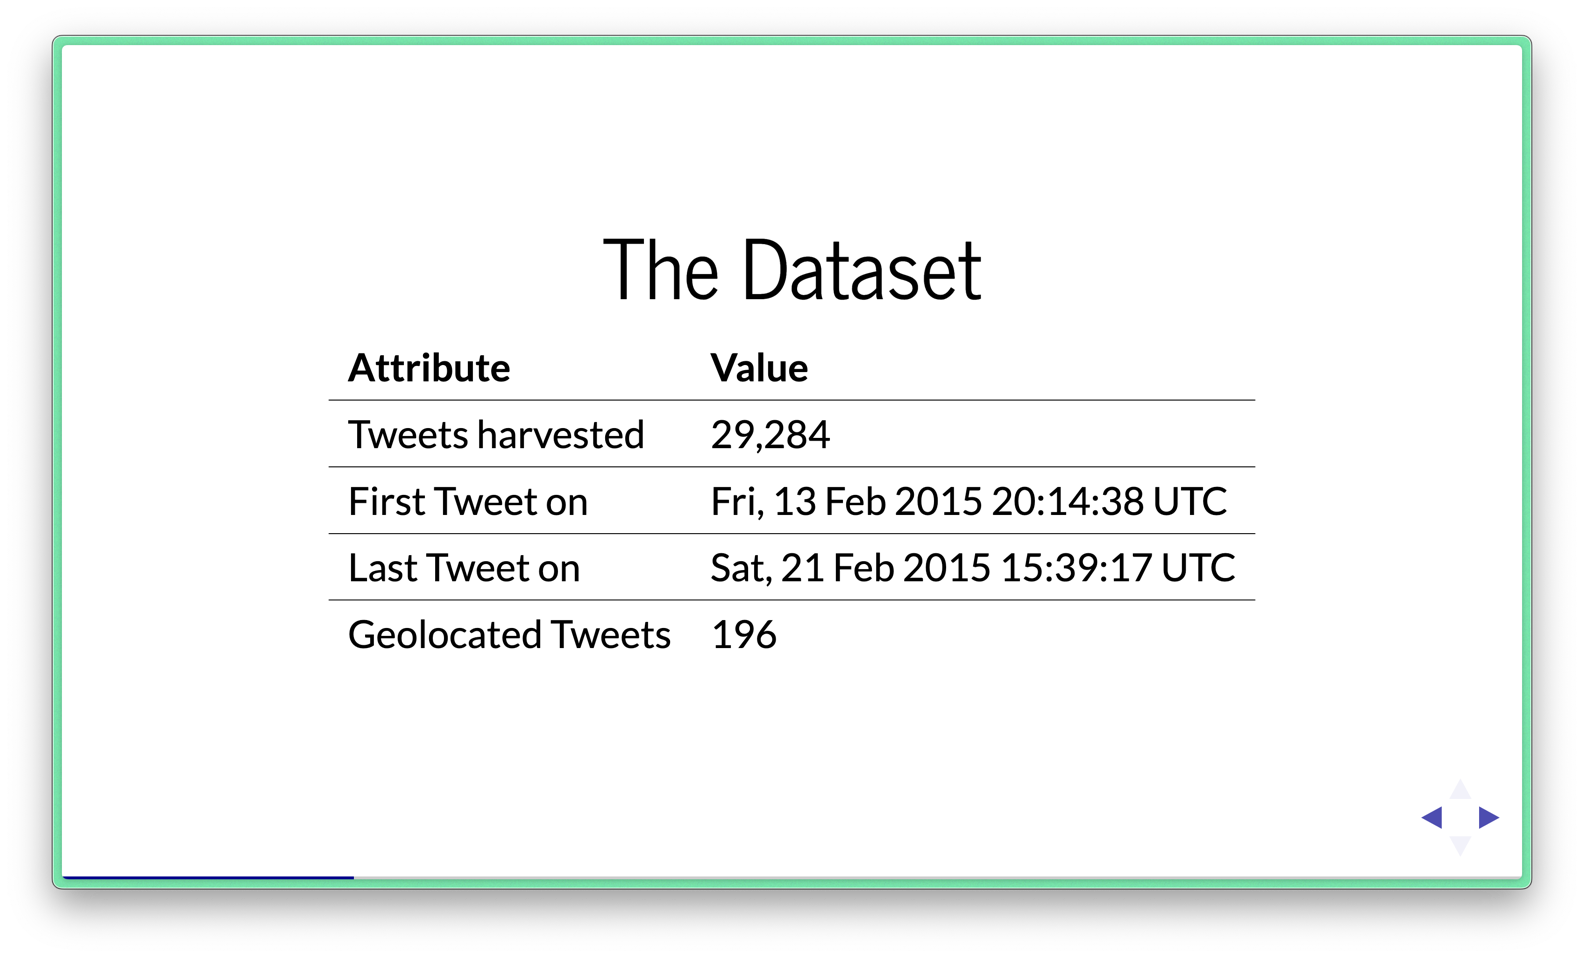 The Dataset
Attribute Value
Tweets harvested 29,284
First Tweet on Fri, 13 Feb 2015 20:14:38 UTC
Last Tweet on Sat, 21 Feb 2015 15:39:17 UTC
Geolocated Tweets 196